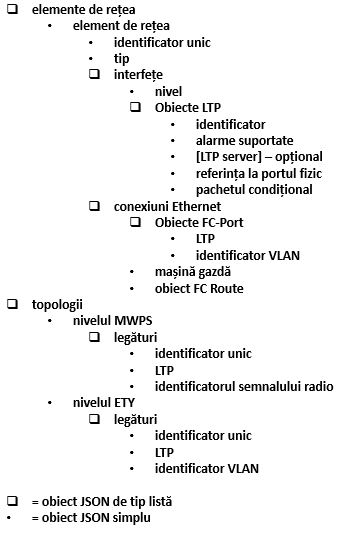 ❑ elemente de rețea
• element de rețea
• identificator unic
• tip
❑ interfețe
• nivel
❑ Obiecte LTP
• identificator
• alarme suportate
• [LTP server] – opțional
• referința la portul fizic
• pachetul condițional
❑ conexiuni Ethernet
❑ Obiecte FC-Port
• LTP
• identificator VLAN
• mașină gazdă
• obiect FC Route
❑ topologii
• nivelul MWPS
❑ legături
• identificator unic
• LTP
• identificatorul semnalului radio
• nivelul ETY
❑ legături
• identificator unic
• LTP
• identificator VLAN
❑ = obiect JSON de tip listă
• = obiect JSON simplu